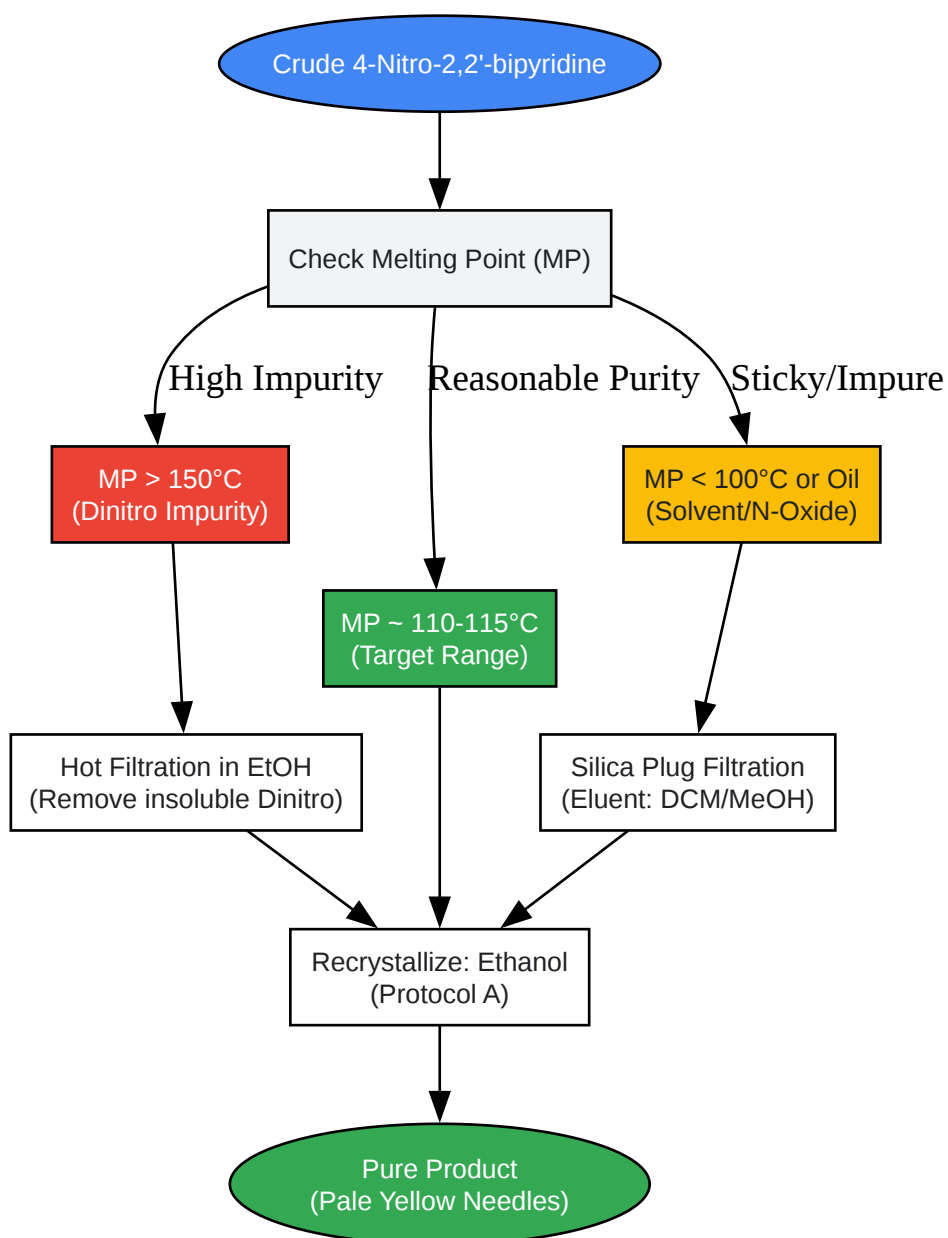 Crude 4-Nitro-2,2'-bipyridine
Check Melting Point (MP)
High Impurity
Reasonable Purity
Sticky/Impure
MP > 150°C
(Dinitro Impurity)
MP < 100°C or Oil
(Solvent/N-Oxide)
MP ~ 110-115°C
(Target Range)
Hot Filtration in EtOH
(Remove insoluble Dinitro)
Silica Plug Filtration
(Eluent: DCM/MeOH)
Recrystallize: Ethanol
(Protocol A)
Pure Product
(Pale Yellow Needles)